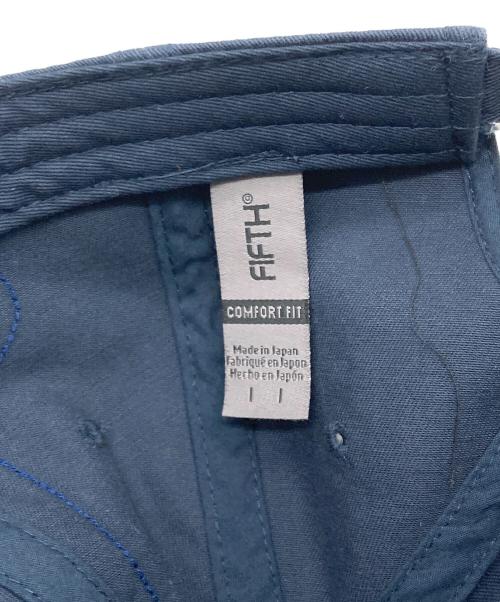 FIFTH©
COMFORT FIT
Made in Japan
Fabriqué en Japon
Hecho en Japón